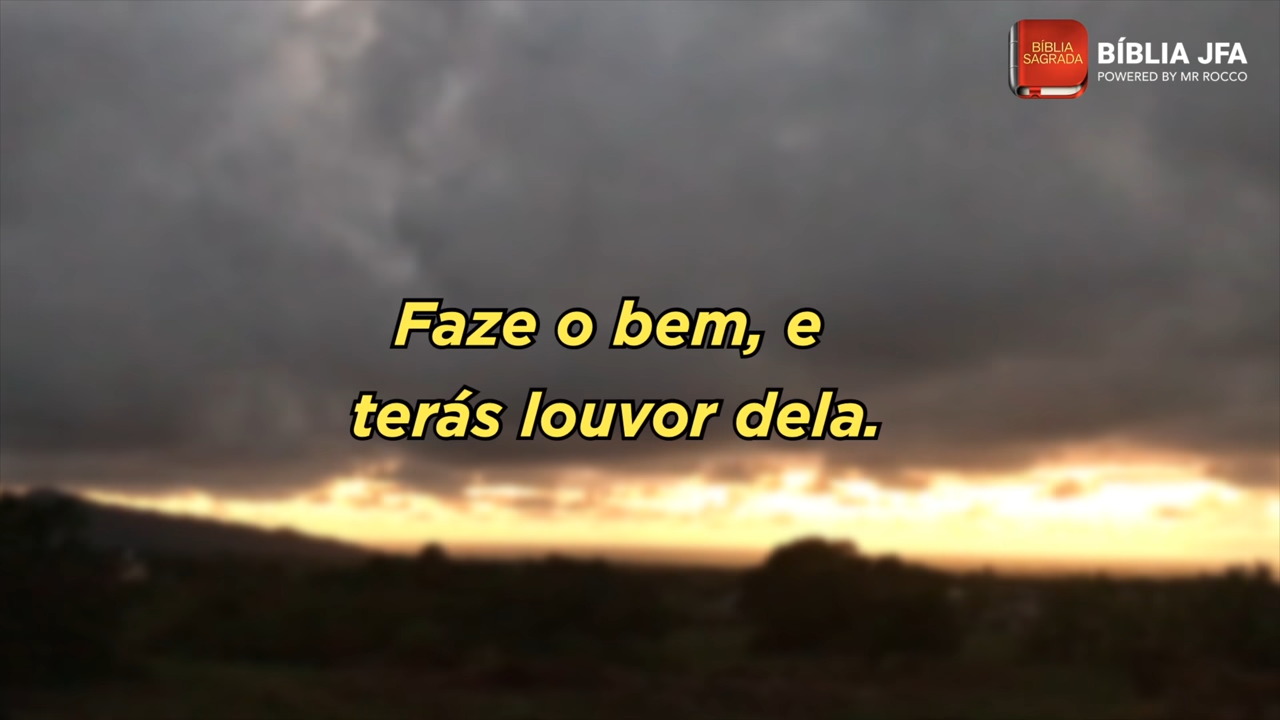 BÍBLIA
SAGRADA
BÍBLIA JFA
POWERED BY MR ROCCO
Faze o bem, e
terás louvor dela.